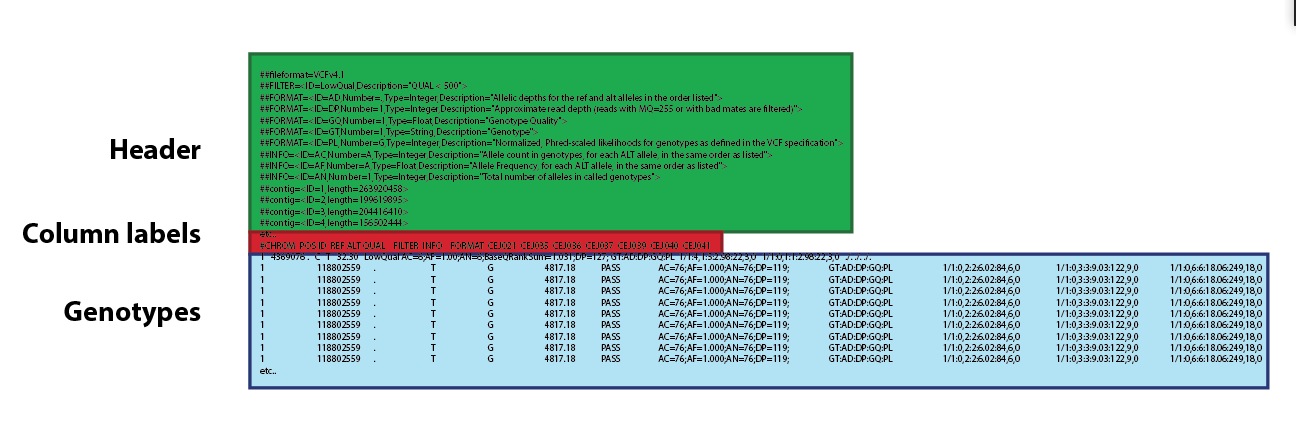 Header
##fileformat=VCFv4.1
##FILTER=<ID=LowQual,Description="QUAL < 500">
##FORMAT=<ID=AD,Number=.,Type=Integer,Description="Allelic depths for the ref and alt alleles in the order listed">
##FORMAT=<ID=DP,Number=1,Type=Integer,Description="Approximate read depth (reads with MQ=255 or with bad mates are filtered)">
##FORMAT=<ID=GQ,Number=1,Type=Float,Description="Genotype Quality">
##FORMAT=<ID=GT,Number=1,Type=String,Description="Genotype">
##FORMAT=<ID=PL,Number=G,Type=Integer,Description="Normalized, Phred-scaled likelihoods for genotypes as defined in the VCF specification">
##INFO=<ID=AC,Number=A,Type=Integer,Description="Allele count in genotypes, for each ALT allele, in the same order as listed">
##INFO=<ID=AF,Number=A,Type=Float,Description="Allele Frequency, for each ALT allele, in the same order as listed">
##INFO=<ID=AN,Number=1,Type=Integer,Description="Total number of alleles in called genotypes">
##contig=<ID=1,length=263920458>
##contig=<ID=2,length=199619895>
##contig=<ID=3,length=204416410>
##contig=<ID=4,length=156502444>
etc..
Column labels
#CHROM POS ID REF ALT QUAL FILTER INFO FORMAT CEJ021 CEJ035 CEJ036 CEJ037 CEJ039 CEJ040 CEJ041
Genotypes
1 4369076 . C T 32.30 LowQual AC=6;AF=1.00;AN=6;BaseQRankSum=1.031;DP=127; GT:AD:DP:GQ:PL
1 118802559 . T G 4817.18 PASS AC=76;AF=1.000;AN=76;DP=119; GT:AD:DP:GQ:PL 1/1:0,2:2:6.02:84,6,0 1/1:0,3:3:9.03:122,9,0 1/1:0,6:6:18.06:249,18,0
1 118802559 . T G 4817.18 PASS AC=76;AF=1.000;AN=76;DP=119; GT:AD:DP:GQ:PL 1/1:0,2:2:6.02:84,6,0 1/1:0,3:3:9.03:122,9,0 1/1:0,6:6:18.06:249,18,0
1 118802559 . T G 4817.18 PASS AC=76;AF=1.000;AN=76;DP=119; GT:AD:DP:GQ:PL 1/1:0,2:2:6.02:84,6,0 1/1:0,3:3:9.03:122,9,0 1/1:0,6:6:18.06:249,18,0
1 118802559 . T G 4817.18 PASS AC=76;AF=1.000;AN=76;DP=119; GT:AD:DP:GQ:PL 1/1:0,2:2:6.02:84,6,0 1/1:0,3:3:9.03:122,9,0 1/1:0,6:6:18.06:249,18,0
1 118802559 . T G 4817.18 PASS AC=76;AF=1.000;AN=76;DP=119; GT:AD:DP:GQ:PL 1/1:0,2:2:6.02:84,6,0 1/1:0,3:3:9.03:122,9,0 1/1:0,6:6:18.06:249,18,0
1 118802559 . T G 4817.18 PASS AC=76;AF=1.000;AN=76;DP=119; GT:AD:DP:GQ:PL 1/1:0,2:2:6.02:84,6,0 1/1:0,3:3:9.03:122,9,0 1/1:0,6:6:18.06:249,18,0
1 118802559 . T G 4817.18 PASS AC=76;AF=1.000;AN=76;DP=119; GT:AD:DP:GQ:PL 1/1:0,2:2:6.02:84,6,0 1/1:0,3:3:9.03:122,9,0 1/1:0,6:6:18.06:249,18,0
1 118802559 . T G 4817.18 PASS AC=76;AF=1.000;AN=76;DP=119; GT:AD:DP:GQ:PL 1/1:0,2:2:6.02:84,6,0 1/1:0,3:3:9.03:122,9,0 1/1:0,6:6:18.06:249,18,0
1 118802559 . T G 4817.18 PASS AC=76;AF=1.000;AN=76;DP=119; GT:AD:DP:GQ:PL 1/1:0,2:2:6.02:84,6,0 1/1:0,3:3:9.03:122,9,0 1/1:0,6:6:18.06:249,18,0
etc..